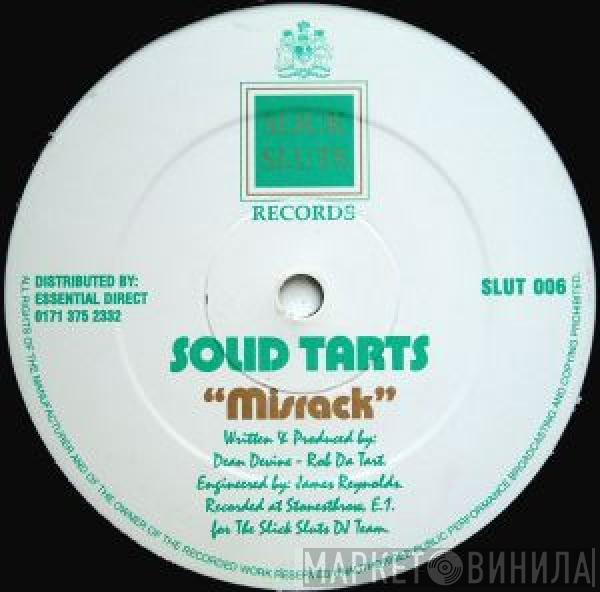 SLICK
SLUTS
RECORDS
DISTRIBUTED BY:
ESSENTIAL DIRECT
0171 375 2332
SLUT 006
SOLID TARTS
“Misrack”
Written & Produced by:
Dean Devine - Rob Da Tart
Engineered by: James Reynolds.
Recorded at Stonesthrow, E.1.
for The Slick Sluts DJ Team.
ALL RIGHTS OF THE MANUFACTURER AND OF THE OWNER OF THE RECORDED WORK RESERVED PUBLIC PERFORMANCE BROADCASTING AND COPYING PROHIBITED.
МАРКЕТ ВИНИЛА